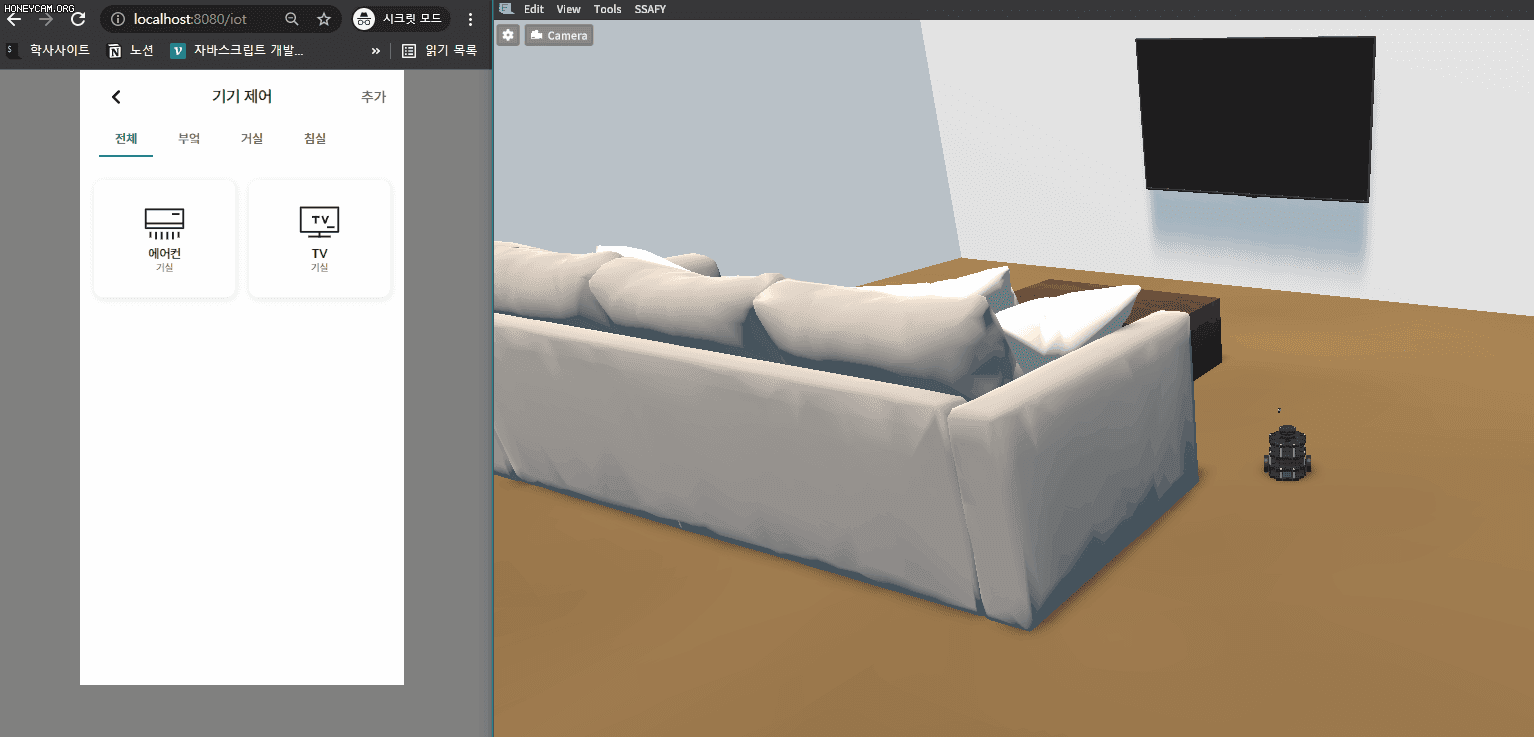 HONEYCAM.ORG
localhost:8080/iot
시크릿 모드
학사사이트
노션
자바스크립트 개발...
»
읽기 목록
기기 제어
추가
전체
부엌
거실
침실
에어컨
거실
TV
TV
거실
Edit View Tools SSAFY
Camera